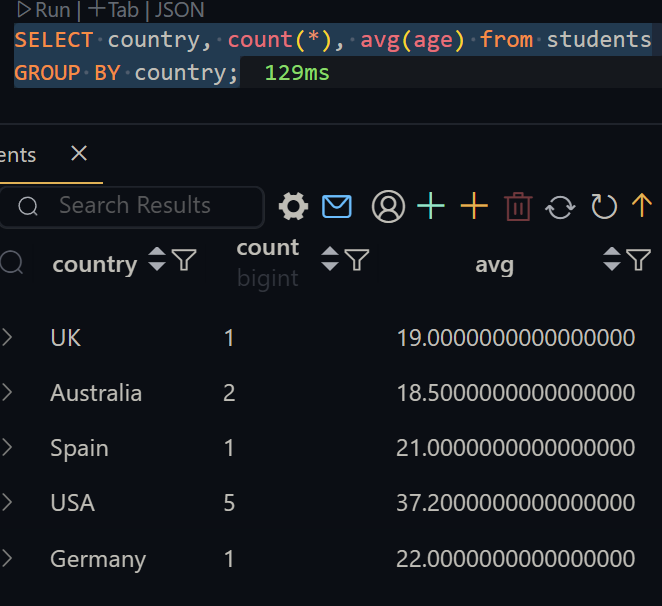 Run | +Tab | JSON
SELECT country, count(*), avg(age) from students
GROUP BY country; 129ms
ents
Search Results
country count avg
bigint
UK 1 19.0000000000000000
Australia 2 18.5000000000000000
Spain 1 21.0000000000000000
USA 5 37.2000000000000000
Germany 1 22.0000000000000000